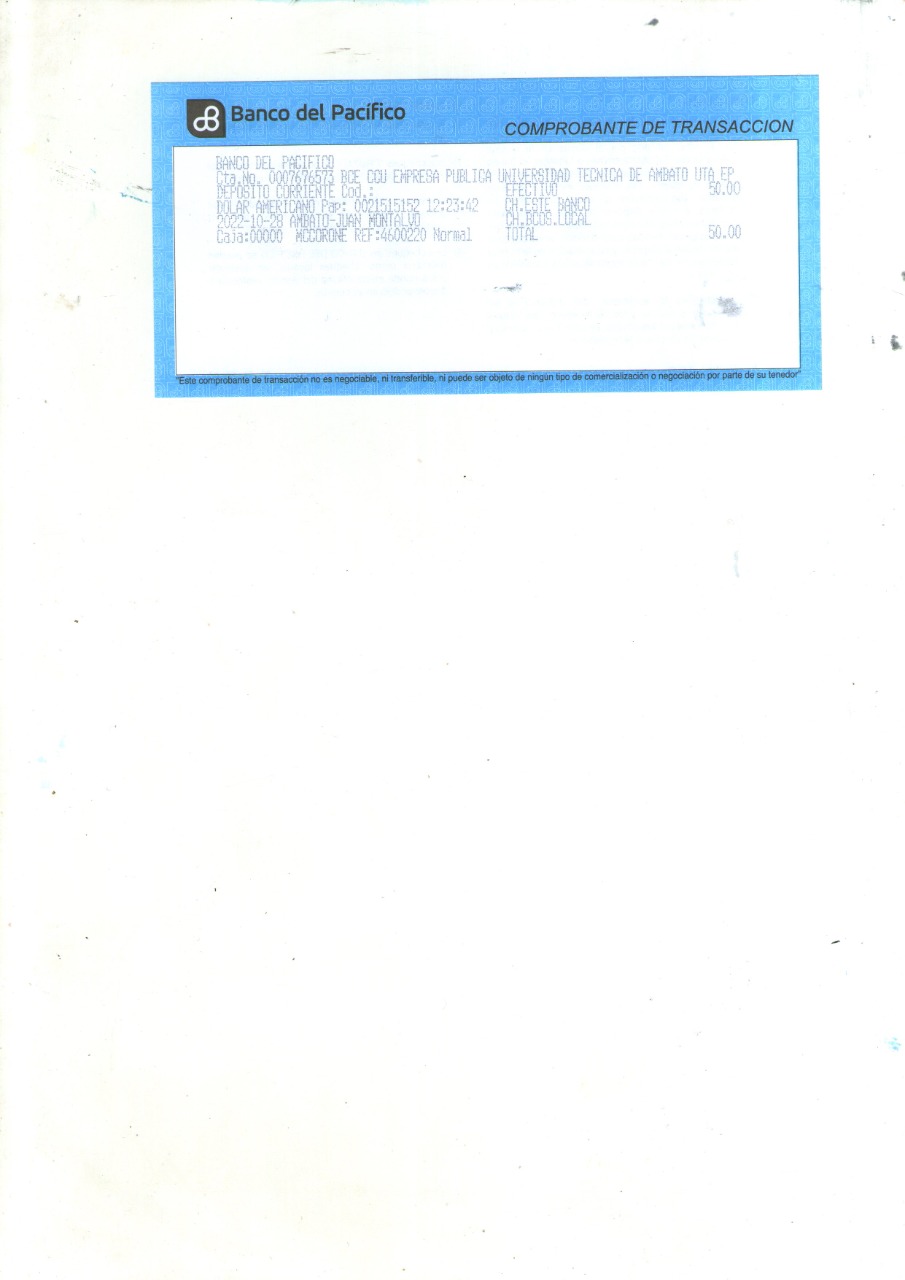 Banco del Pacífico
COMPROBANTE DE TRANSACCION
BANCO DEL PACIFICO
Cta.No. 0007676573 BCE CCU EMPRESA PUBLICA UNIVERSIDAD TECNICA DE AMBATO UTA EP
DEPOSITO CORRIENTE Cod.: EFECTIVO 50.00
DOLAR AMERICANO Pap: 0021515152 12:23:42 CH.ESTE BANCO
2022-10-28 AMBATO-JUAN MONTALVO CH.BCOS.LOCAL
Caja:00000 MCCORONE REF:4600220 Normal TOTAL 50.00
"Este comprobante de transacción no es negociable, ni transferible, ni puede ser objeto de ningún tipo de comercialización o negociación por parte de su tenedor"